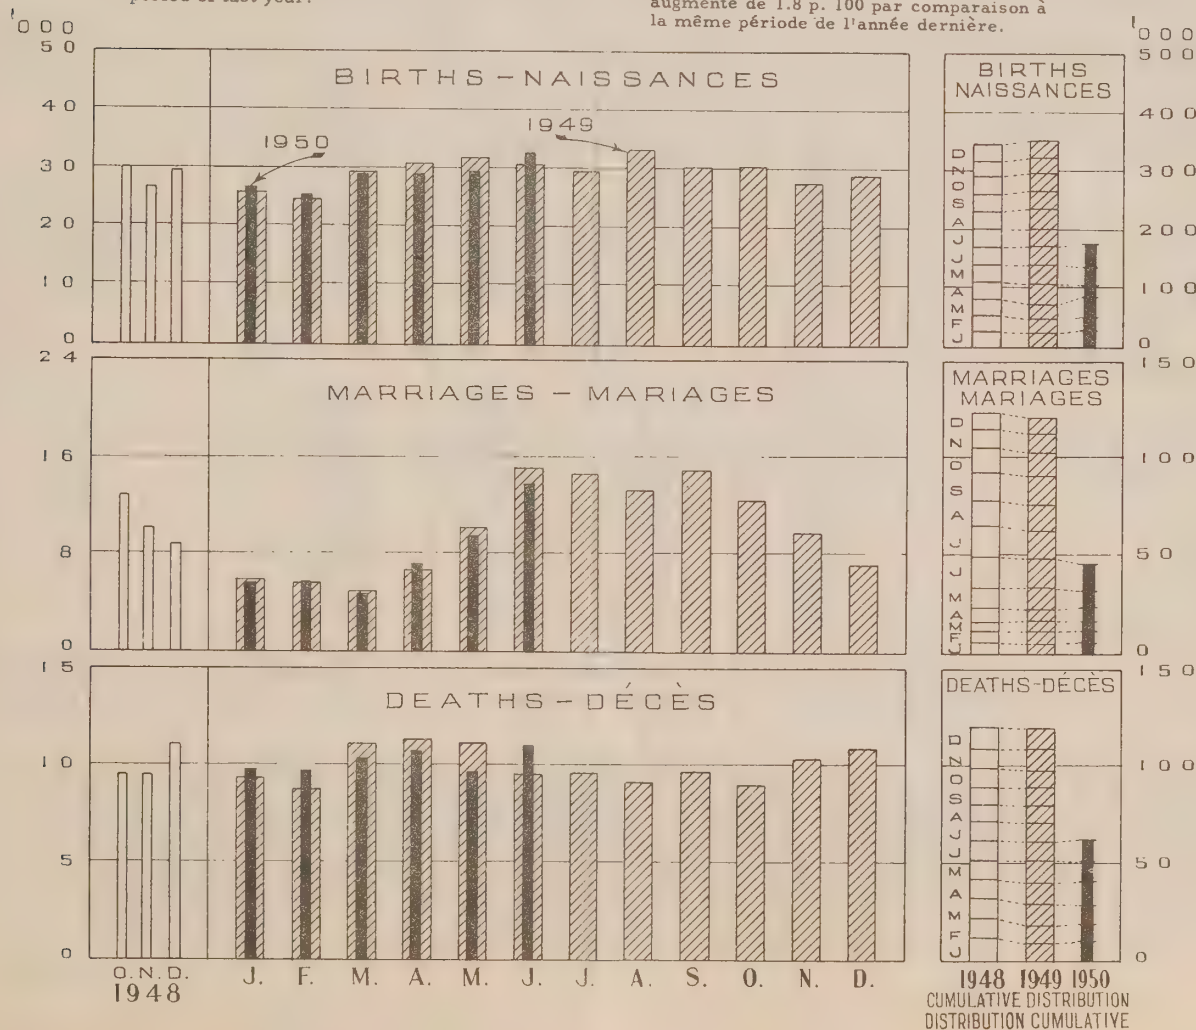 augmenté de 1.8 p. 100 par comparaison à
la même période de l'année dernière.
'000
'000
50
40
30
20
10
0
BIRTHS - NAISSANCES
1950
1949
BIRTHS
NAISSANCES
D
N
O
S
A
J
J
M
A
M
F
J
500
400
300
200
100
0
24
16
8
0
MARRIAGES - MARIAGES
MARRIAGES
MARIAGES
D
N
O
S
A
J
J
M
A
M
F
J
150
100
50
0
15
10
5
0
DEATHS - DÉCÈS
DEATHS-DÉCÈS
D
N
O
S
A
J
J
M
A
M
F
J
150
100
50
0
O. N. D. J. F. M. A. M. J. J. A. S. O. N. D.
1948
1948 1949 1950
CUMULATIVE DISTRIBUTION
DISTRIBUTION CUMULATIVE